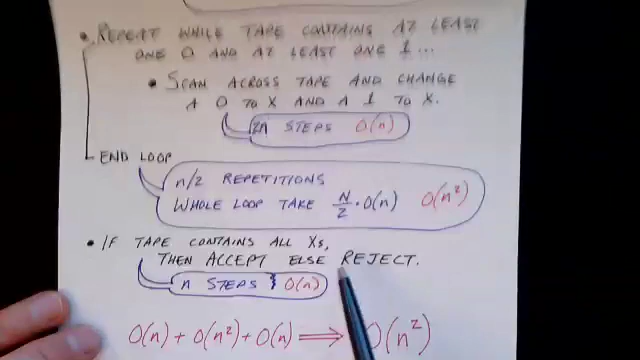 • REPEAT WHILE TAPE CONTAINS AT LEAST
ONE 0 AND AT LEAST ONE 1...
• SCAN ACROSS TAPE AND CHANGE
A 0 TO X AND A 1 TO X.
2n STEPS O(n)
END LOOP
n/2 REPETITIONS
WHOLE LOOP TAKE N/2 · O(n) O(n²)
• IF TAPE CONTAINS ALL Xs,
THEN ACCEPT ELSE REJECT.
n STEPS O(n)
O(n) + O(n²) + O(n) ⟹ O(n²)